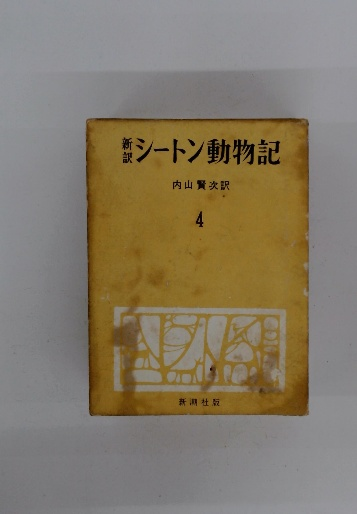 新訳 シートン動物記
内山賢次訳
4
新潮社版